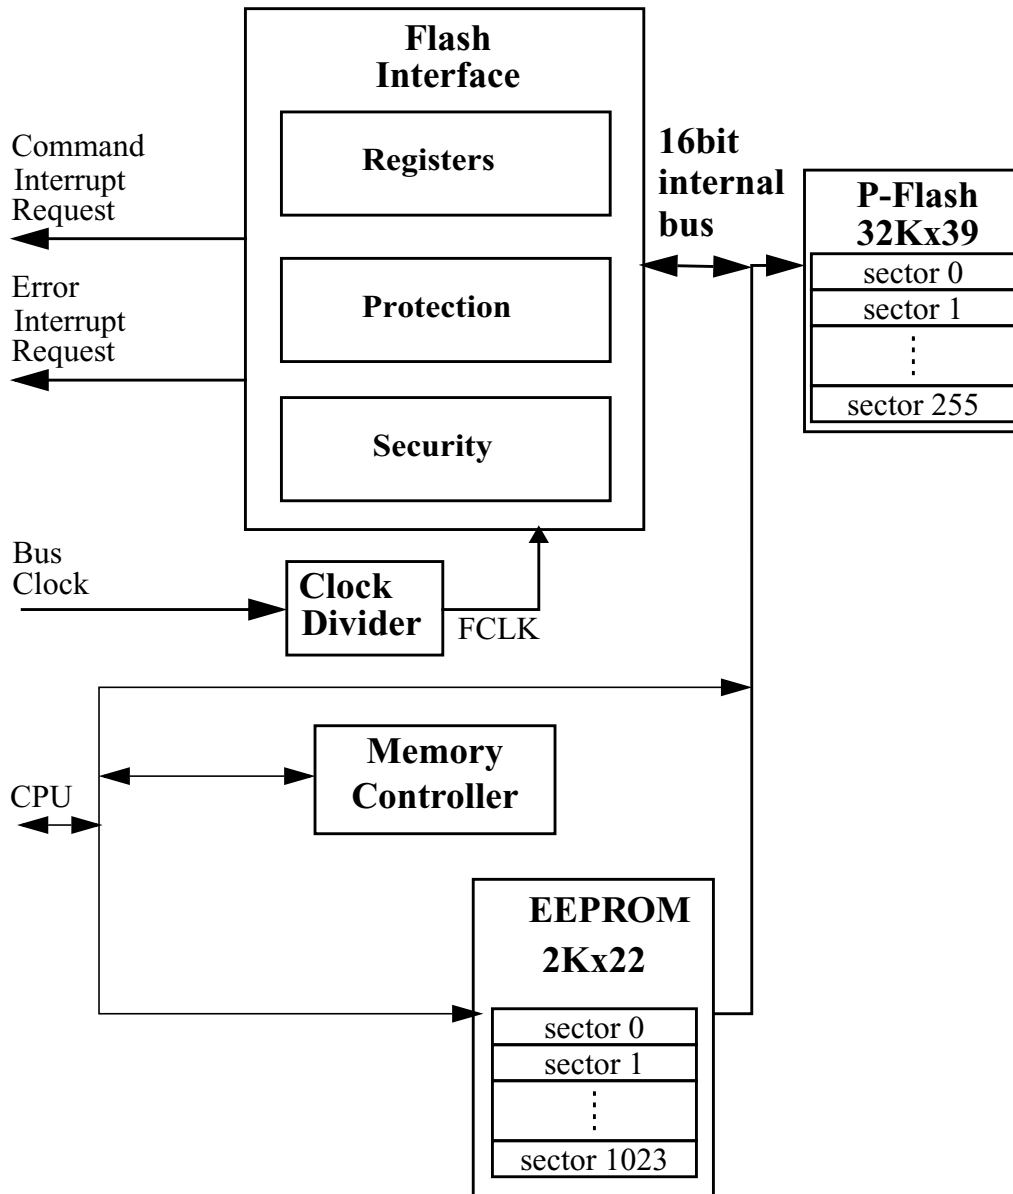 Flash
Interface
Registers
Protection
Security
Command
Interrupt
Request
Error
Interrupt
Request
16bit
internal
bus
P-Flash
32Kx39
sector 0
sector 1
sector 255
Bus
Clock
Clock
Divider
FCLK
Memory
Controller
CPU
EEPROM
2Kx22
sector 0
sector 1
sector 1023